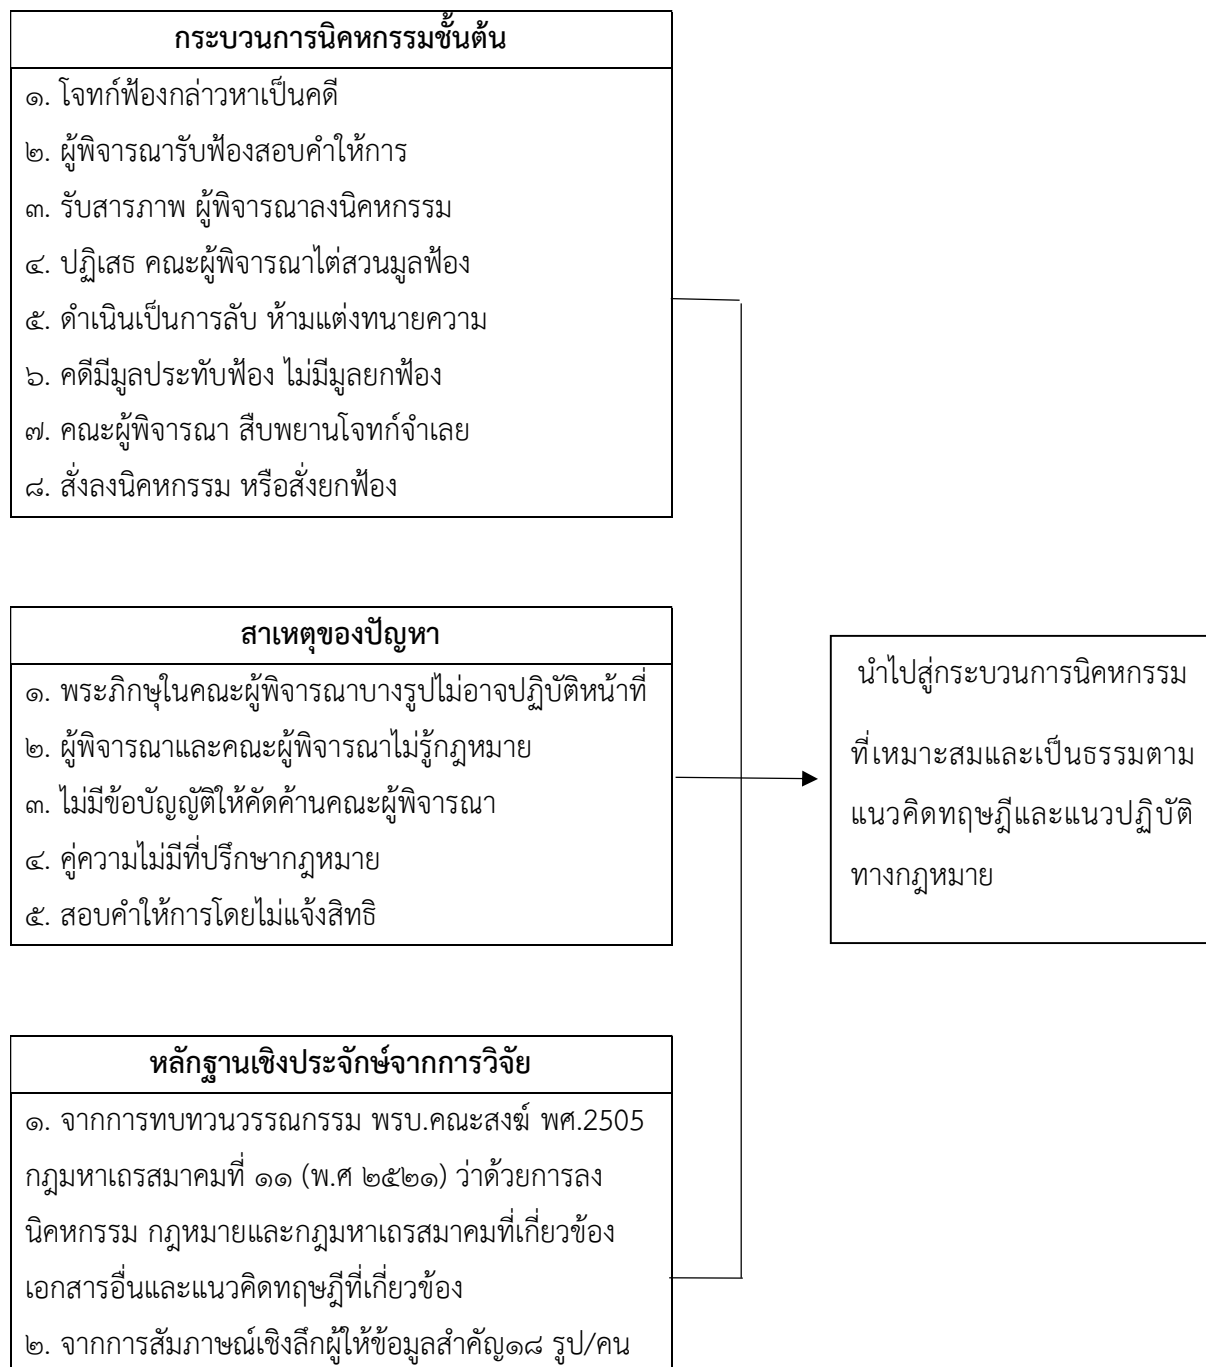 กระบวนการนิคหกรรมชั้นต้น
๑. โจทก์ฟ้องกล่าวหาเป็นคดี
๒. ผู้พิจารณารับฟ้องสอบคำให้การ
๓. รับสารภาพ ผู้พิจารณาลงนิคหกรรม
๔. ปฏิเสธ คณะผู้พิจารณาไต่สวนมูลฟ้อง
๕. ดำเนินเป็นการลับ ห้ามแต่งทนายความ
๖. คดีมีมูลประทับฟ้อง ไม่มีมูลยกฟ้อง
๗. คณะผู้พิจารณา สืบพยานโจทก์จำเลย
๘. สั่งลงนิคหกรรม หรือสั่งยกฟ้อง
สาเหตุของปัญหา
๑. พระภิกษุในคณะผู้พิจารณาบางรูปไม่อาจปฏิบัติหน้าที่
๒. ผู้พิจารณาและคณะผู้พิจารณาไม่รู้กฎหมาย
๓. ไม่มีข้อบัญญัติให้คัดค้านคณะผู้พิจารณา
๔. คู่ความไม่มีที่ปรึกษากฎหมาย
๕. สอบคำให้การโดยไม่แจ้งสิทธิ
นำไปสู่กระบวนการนิคหกรรม
ที่เหมาะสมและเป็นธรรมตาม
แนวคิดทฤษฎีและแนวปฏิบัติ
ทางกฎหมาย
หลักฐานเชิงประจักษ์จากการวิจัย
๑. จากการทบทวนวรรณกรรม พรบ.คณะสงฆ์ พศ.2505
กฎมหาเถรสมาคมที่ ๑๑ (พ.ศ ๒๕๒๑) ว่าด้วยการลง
นิคหกรรม กฎหมายและกฎมหาเถรสมาคมที่เกี่ยวข้อง
เอกสารอื่นและแนวคิดทฤษฎีที่เกี่ยวข้อง
๒. จากการสัมภาษณ์เชิงลึกผู้ให้ข้อมูลสำคัญ๑๘ รูป/คน